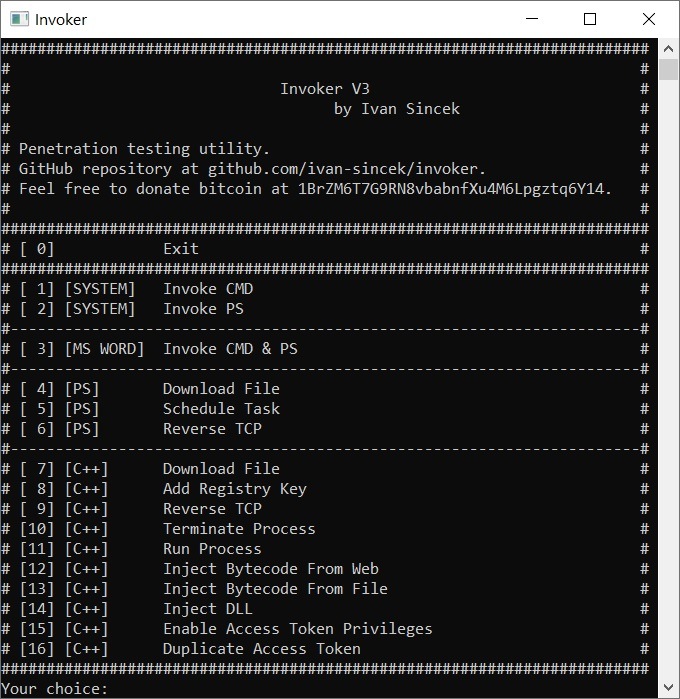 Invoker
########################################################################
#                                                                      #
#                              Invoker V3                              #
#                                    by Ivan Sincek                    #
#                                                                      #
# Penetration testing utility.                                         #
# GitHub repository at github.com/ivan-sincek/invoker.                 #
# Feel free to donate bitcoin at 1BrZM6T7G9RN8vbabnfXu4M6Lpgztq6Y14.   #
#                                                                      #
########################################################################
# [ 0]            Exit                                                 #
########################################################################
# [ 1] [SYSTEM]   Invoke CMD                                           #
# [ 2] [SYSTEM]   Invoke PS                                            #
#----------------------------------------------------------------------#
# [ 3] [MS WORD]  Invoke CMD & PS                                      #
#----------------------------------------------------------------------#
# [ 4] [PS]       Download File                                        #
# [ 5] [PS]       Schedule Task                                        #
# [ 6] [PS]       Reverse TCP                                          #
#----------------------------------------------------------------------#
# [ 7] [C++]      Download File                                        #
# [ 8] [C++]      Add Registry Key                                     #
# [ 9] [C++]      Reverse TCP                                          #
# [10] [C++]      Terminate Process                                    #
# [11] [C++]      Run Process                                          #
# [12] [C++]      Inject Bytecode From Web                             #
# [13] [C++]      Inject Bytecode From File                            #
# [14] [C++]      Inject DLL                                           #
# [15] [C++]      Enable Access Token Privileges                       #
# [16] [C++]      Duplicate Access Token                               #
########################################################################
Your choice: